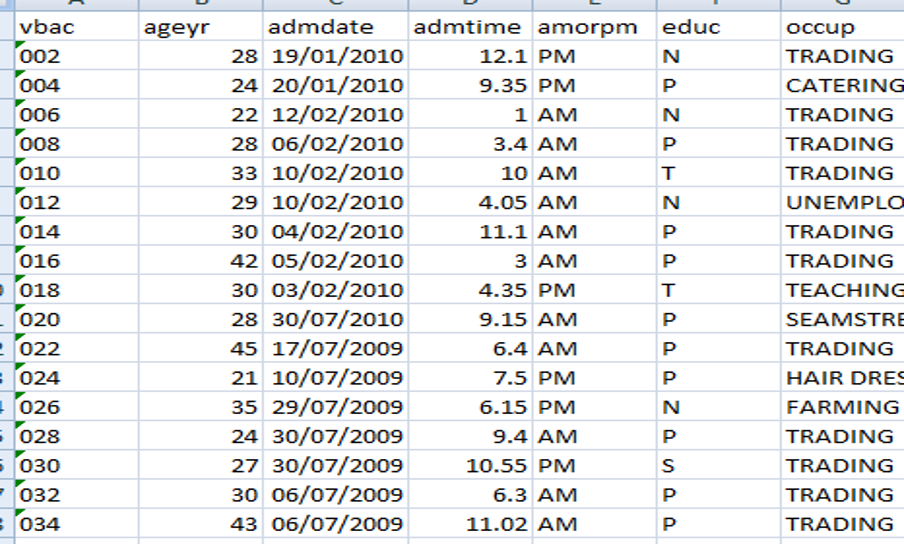 vbac ageyr admdate admtime amorpm educ occup
002 28 19/01/2010 12.1 PM N TRADING
004 24 20/01/2010 9.35 PM P CATERING
006 22 12/02/2010 1 AM N TRADING
008 28 06/02/2010 3.4 AM P TRADING
010 33 10/02/2010 10 AM T TRADING
012 29 10/02/2010 4.05 AM N UNEMPLO
014 30 04/02/2010 11.1 AM P TRADING
016 42 05/02/2010 3 AM P TRADING
018 30 03/02/2010 4.35 PM T TEACHING
020 28 30/07/2010 9.15 AM P SEAMSTRE
022 45 17/07/2009 6.4 AM P TRADING
024 21 10/07/2009 7.5 PM P HAIR DRES
026 35 29/07/2009 6.15 PM N FARMING
028 24 30/07/2009 9.4 AM P TRADING
030 27 30/07/2009 10.55 PM S TRADING
032 30 06/07/2009 6.3 AM P TRADING
034 43 06/07/2009 11.02 AM P TRADING